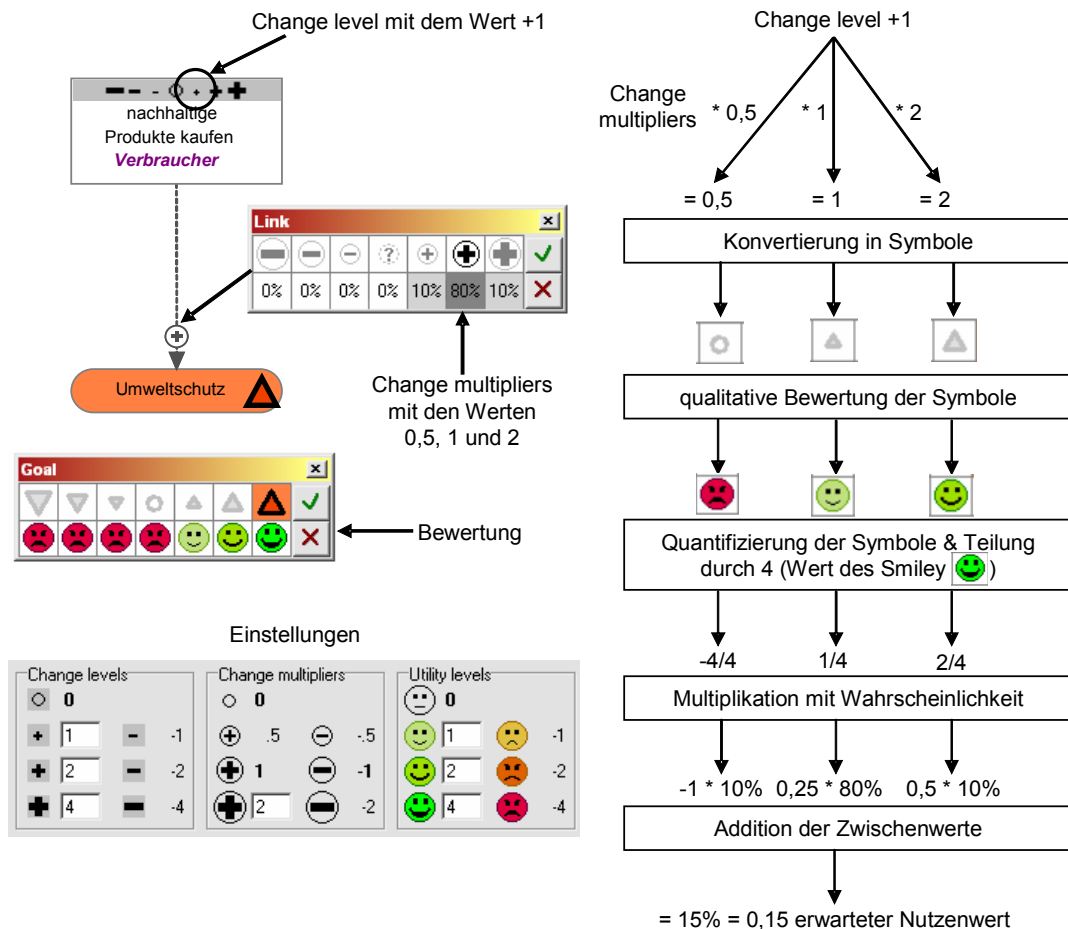 Change level mit dem Wert +1
nachhaltige
Produkte kaufen
Verbraucher
Link
0% 0% 0% 0% 10% 80% 10%
Umweltschutz
Change multipliers
mit den Werten
0,5, 1 und 2
Goal
Bewertung
Einstellungen
Change levels
0
1 -1
2 -2
4 -4
Change multipliers
0
.5 -.5
1 -1
2 -2
Utility levels
0
1 -1
2 -2
4 -4
Change level +1
Change
multipliers
* 0,5 * 1 * 2
= 0,5 = 1 = 2
Konvertierung in Symbole
qualitative Bewertung der Symbole
Quantifizierung der Symbole & Teilung
durch 4 (Wert des Smiley )
-4/4 1/4 2/4
Multiplikation mit Wahrscheinlichkeit
-1 * 10% 0,25 * 80% 0,5 * 10%
Addition der Zwischenwerte
= 15% = 0,15 erwarteter Nutzenwert